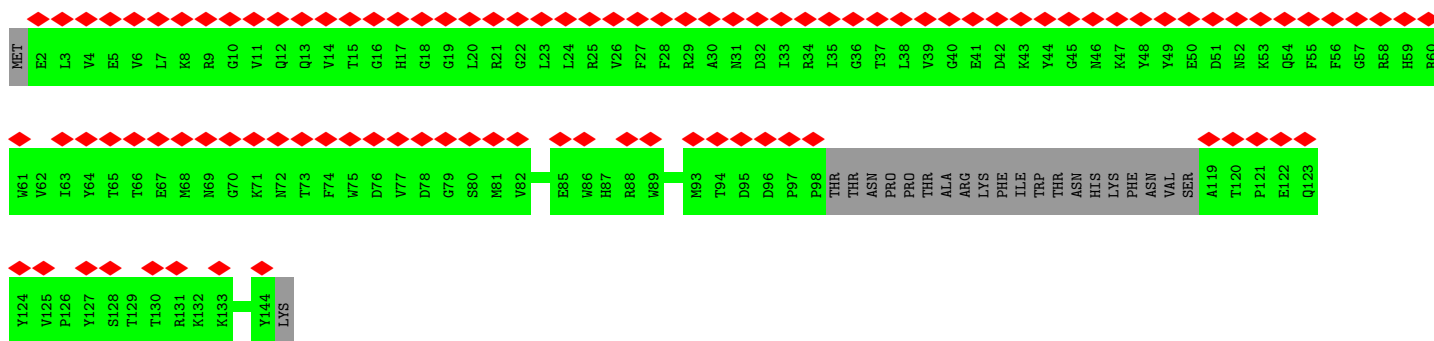 MET E2 L3 V4 E5 V6 L7 K8 R9 G10 V11 Q12 Q13 V14 T15 G16 H17 G18 G19 L20 R21 G22 L23 L24 R25 V26 F27 F28 R29 A30 N31 D32 I33 R34 I35 G36 T37 L38 V39 G40 E41 D42 K43 Y44 G45 N46 K47 Y48 Y49 E50 D51 N52 K53 Q54 F55 F56 G57 R58 H59 R60
W61 V62 I63 Y64 T65 T66 E67 M68 N69 G70 K71 N72 T73 F74 W75 D76 V77 D78 G79 S80 M81 V82 E85 W86 H87 R88 W89 M93 T94 D95 D96 P97 P98 THR THR ASN PRO PRO THR ALA ARG LYS PHE ILE TRP THR ASN HIS LYS PHE ASN VAL SER A119 T120 P121 E122 Q123
Y124 V125 P126 Y127 S128 T129 T130 R131 K132 K133 Y144 LYS